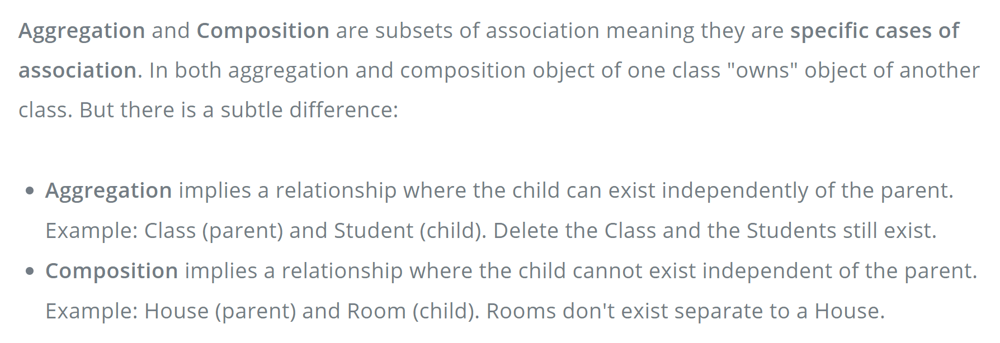 Aggregation and Composition are subsets of association meaning they are specific cases of
association. In both aggregation and composition object of one class "owns" object of another
class. But there is a subtle difference:
• Aggregation implies a relationship where the child can exist independently of the parent.
Example: Class (parent) and Student (child). Delete the Class and the Students still exist.
• Composition implies a relationship where the child cannot exist independent of the parent.
Example: House (parent) and Room (child). Rooms don't exist separate to a House.